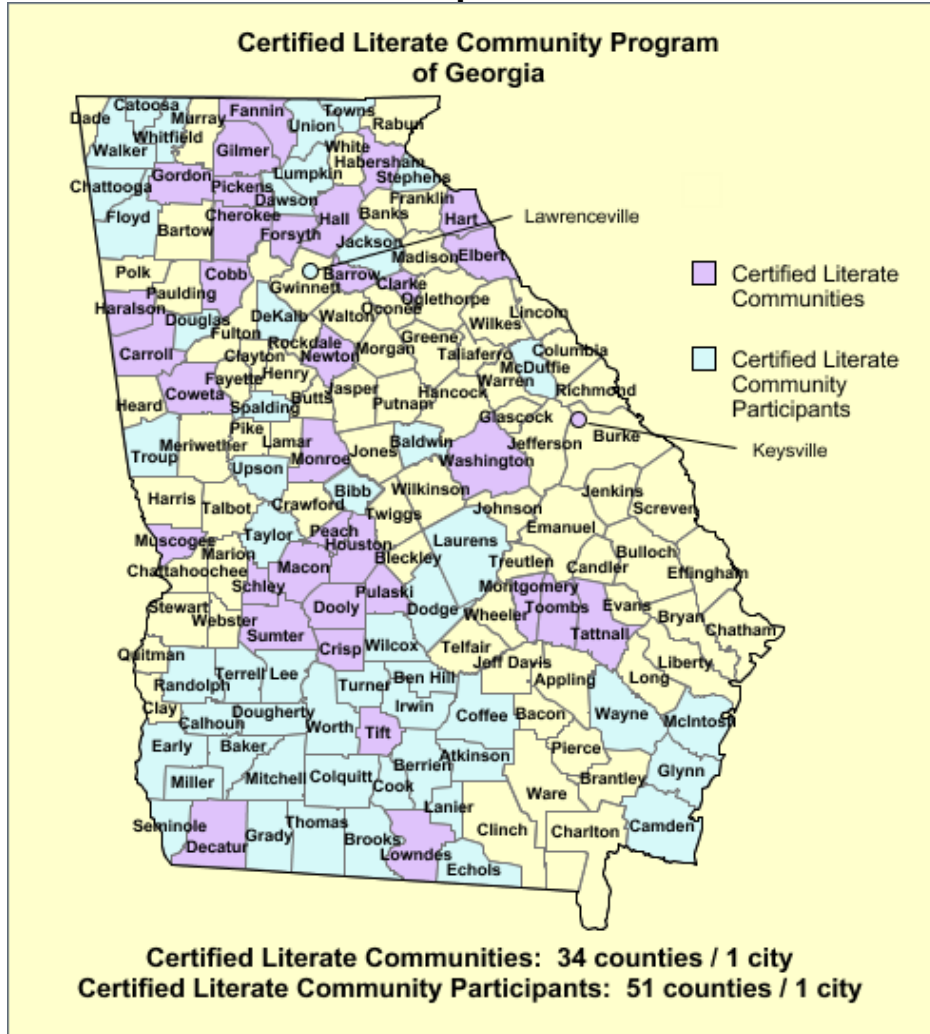 Certified Literate Community Program
of Georgia
Catoosa
Towns
Fannin
Dade
Murray
Union
Rabun
Whitfield
White
Walker
Gilmer
Habersham
Lumpkin
Stephens
Gordon
Chattooga
Pickens
Franklin
Dawson
Floyd
Cherokee
Hall
Banks
Hart
Lawrenceville
Bartow
Forsyth
Jackson
Madison
Elbert
Polk
Cobb
Barrow
Certified Literate
Communities
Clarke
Gwinnett
Paulding
Oglethorpe
Haralson
Oconee
Douglas
DeKalb
Walton
Lincoln
Wilkes
Fulton
Rockdale
Greene
Carroll
Clayton
Newton
Morgan
Taliaferro
Columbia
McDuffie
Certified Literate
Community
Participants
Henry
Fayette
Warren
Coweta
Jasper
Hancock
Richmond
Heard
Butts
Putnam
Spalding
Glascock
Pike
Burke
Meriwether
Lamar
Baldwin
Jefferson
Troup
Monroe
Jones
Keysville
Washington
Upson
Bibb
Wilkinson
Harris
Jenkins
Crawford
Talbot
Johnson
Screven
Twiggs
Emanuel
Peach
Taylor
Laurens
Muscogee
Houston
Marion
Bleckley
Treutlen
Bulloch
Chattahoochee
Macon
Candler
Effingham
Schley
Pulaski
Montgomery
Stewart
Dooly
Dodge
Toombs
Evans
Webster
Wheeler
Bryan
Sumter
Tattnall
Chatham
Crisp
Wilcox
Telfair
Quitman
Jeff Davis
Liberty
Terrell
Lee
Ben Hill
Long
Randolph
Turner
Appling
Clay
Irwin
Dougherty
Coffee
Bacon
Wayne
Calhoun
Worth
McIntosh
Tift
Early
Baker
Pierce
Berrien
Atkinson
Miller
Mitchell
Colquitt
Glynn
Cook
Brantley
Ware
Lanier
Seminole
Thomas
Grady
Brooks
Clinch
Charlton
Camden
Decatur
Lowndes
Echols
Certified Literate Communities: 34 counties / 1 city
Certified Literate Community Participants: 51 counties / 1 city